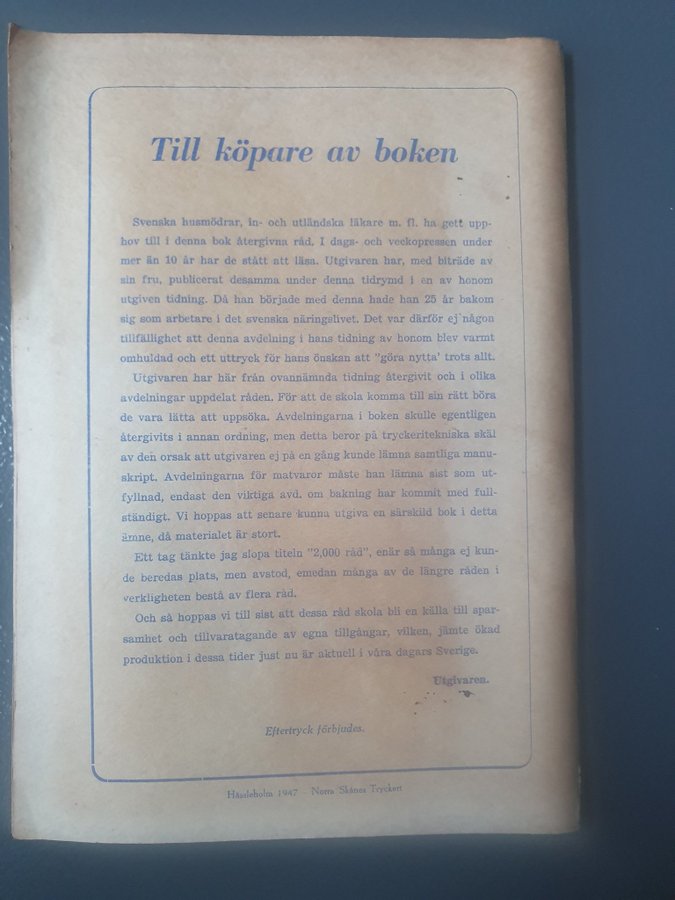 Till köpare av boken
Svenska husmödrar, in- och utländska läkare m. fl. ha gett upp-
hov till i denna bok återgivna råd. I dags- och veckopressen under
mer än 10 år har de stått att läsa. Utgivaren har, med biträde av
sin fru, publicerat desamma under denna tidrymd i en av honom
utgiven tidning. Då han började med denna hade han 25 år bakom
sig som arbetare i det svenska näringslivet. Det var därför ej någon
tillfällighet att denna avdelning i hans tidning av honom blev varmt
omhuldad och ett uttryck för hans önskan att "göra nytta' trots allt.
Utgivaren har här från ovannämnda tidning återgivit och i olika
avdelningar uppdelat råden. För att de skola komma till sin rätt böra
de vara lätta att uppsöka. Avdelningarna i boken skulle egentligen
återgivits i annan ordning, men detta beror på tryckeritekniska skäl
av den orsak att utgivaren ej på en gång kunde lämna samtliga manu-
skript. Avdelningarna för matvaror måste han lämna sist som ut-
fyllnad, endast den viktiga avd. om bakning har kommit med full-
ständigt. Vi hoppas att senare kunna utgiva en särskild bok i detta
ämne, då materialet är stort.
Ett tag tänkte jag slopa titeln "2,000 råd", enär så många ej kun-
de beredas plats, men avstod, emedan många av de längre råden i
verkligheten bestå av flera råd.
Och så hoppas vi till sist att dessa råd skola bli en källa till spar-
samhet och tillvaratagande av egna tillgångar, vilken, jämte ökad
produktion i dessa tider just nu är aktuell i våra dagars Sverige.
Utgivaren.
Eftertryck förbjudes.
Hässleholm 1947 - Norra Skånes Tryckeri